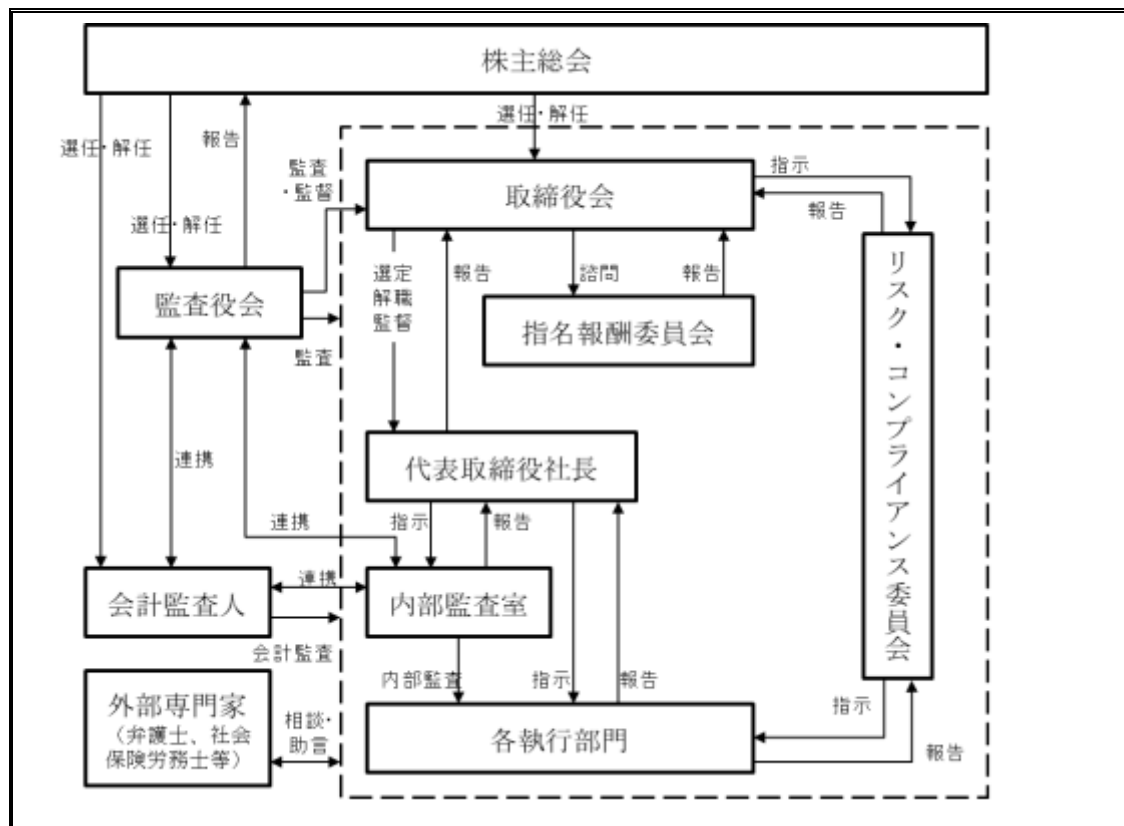 株主総会
選任・解任
報告
選任・解任
選任・解任
監査
・監督
取締役会
指示
報告
選任・解任
監査役会
選定
解職
監督
報告
諮問
報告
指名報酬委員会
監査
リスク・コンプライアンス委員会
代表取締役社長
連携
連携
指示
報告
会計監査人
連携
内部監査室
会計監査
内部監査
指示
報告
指示
外部専門家
（弁護士、社会
保険労務士等）
相談・
助言
各執行部門
報告